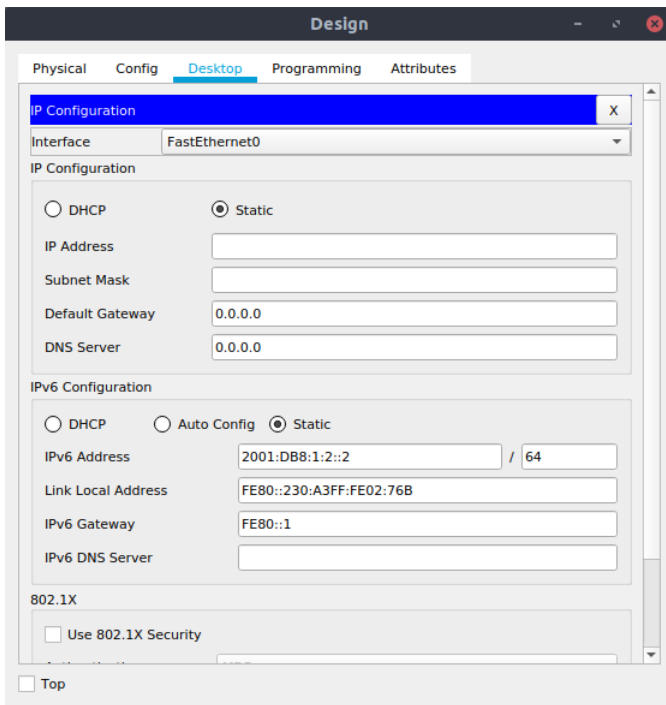 Design
Physical Config Desktop Programming Attributes
IP Configuration X
Interface FastEthernet0
IP Configuration
DHCP Static
IP Address
Subnet Mask
Default Gateway 0.0.0.0
DNS Server 0.0.0.0
IPv6 Configuration
DHCP Auto Config Static
IPv6 Address 2001:DB8:1:2::2 / 64
Link Local Address FE80::230:A3FF:FE02:76B
IPv6 Gateway FE80::1
IPv6 DNS Server
802.1X
Use 802.1X Security
Top